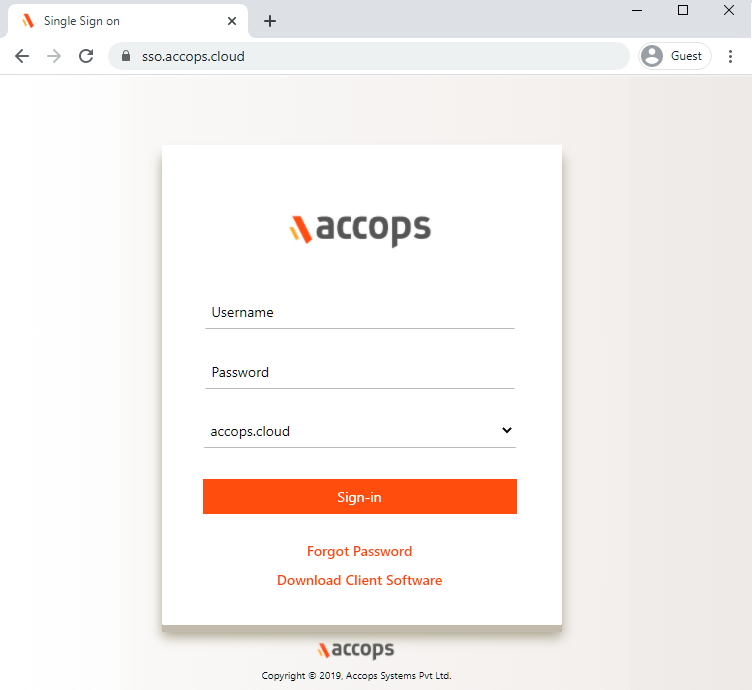 Single Sign on
sso.accops.cloud
Guest
accops
Username
Password
accops.cloud
Sign-in
Forgot Password
Download Client Software
accops
Copyright © 2019, Accops Systems Pvt Ltd.